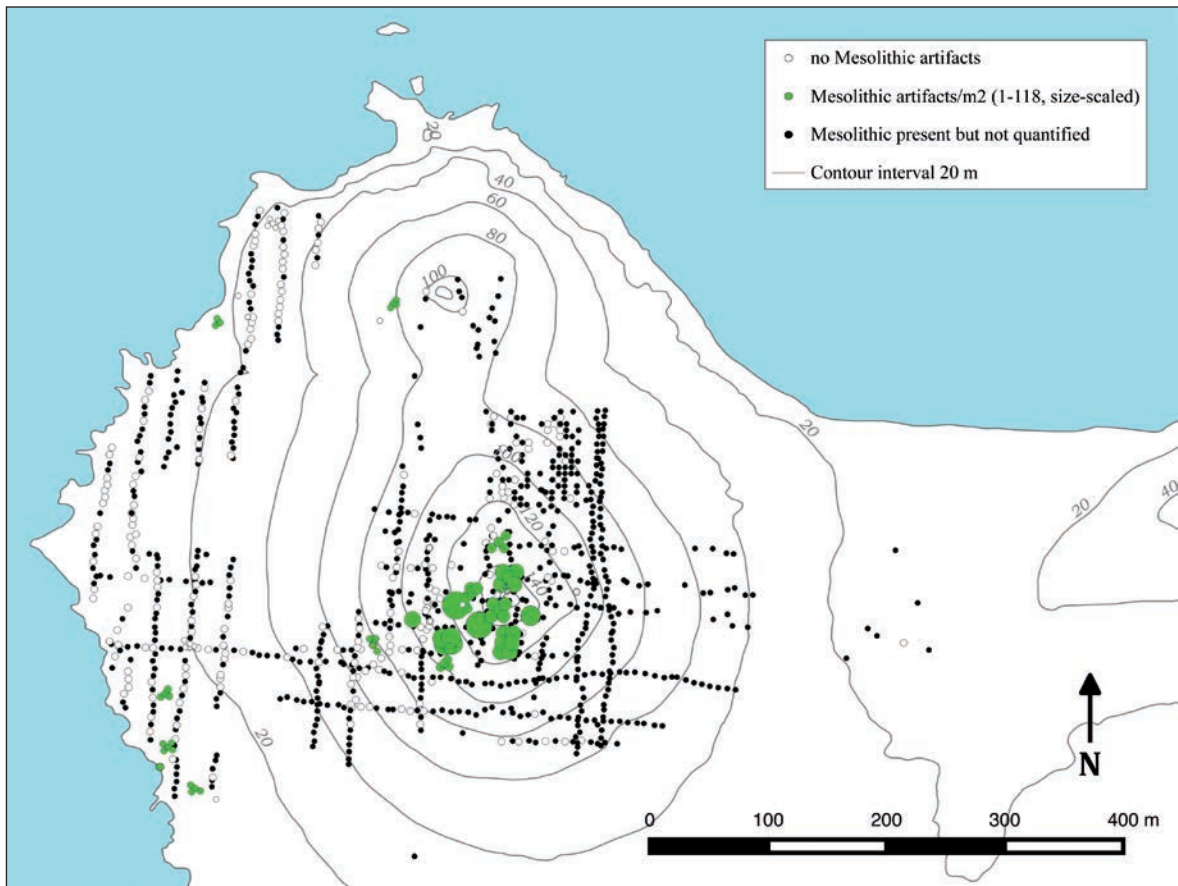 no Mesolithic artifacts
Mesolithic artifacts/m2 (1-118, size-scaled)
Mesolithic present but not quantified
Contour interval 20 m
20
40
60
80
100
20
20
40
100
120
140
20
N
0 100 200 300 400 m